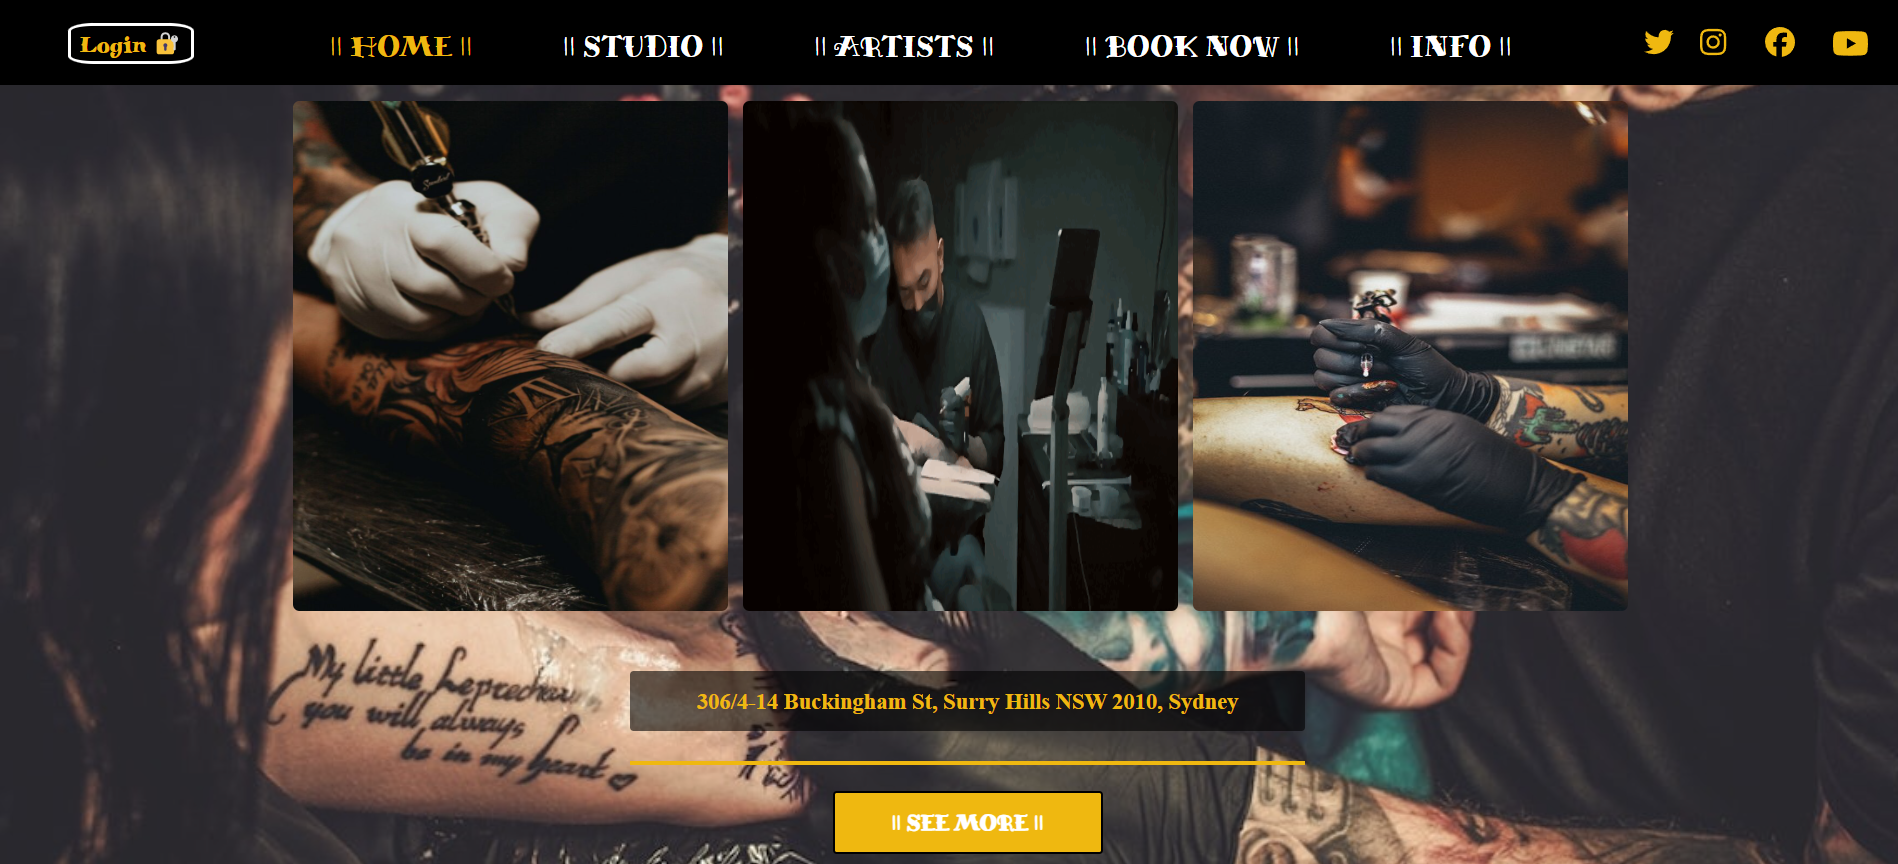 Login
|| HOME ||
|| STUDIO ||
|| ARTISTS ||
|| BOOK NOW ||
|| INFO ||
My little leprechaun,
you will always
be in my heart
306/4-14 Buckingham St, Surry Hills NSW 2010, Sydney
|| SEE MORE ||